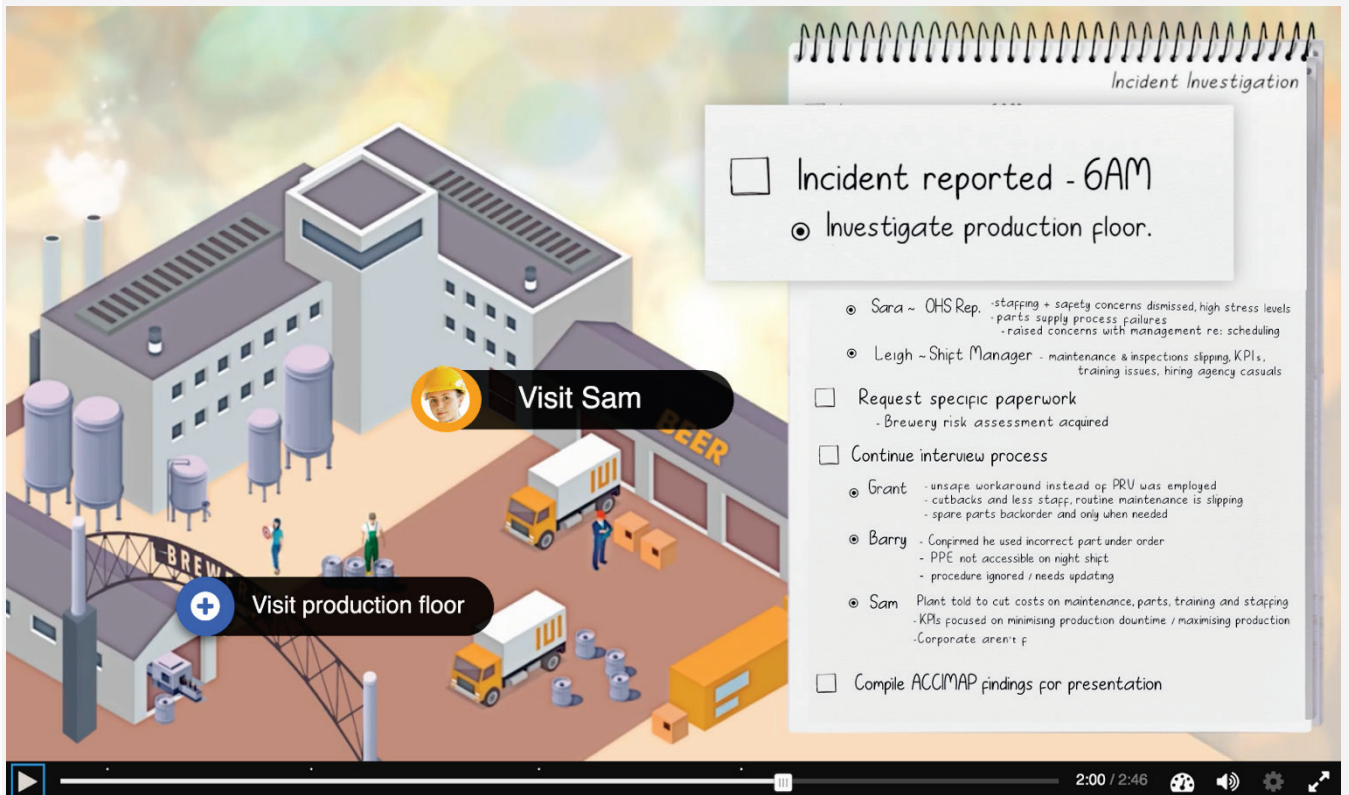 Incident Investigation
Incident reported - 6AM
Investigate production floor.
Sara ~ OHS Rep. -staffing + safety concerns dismissed, high stress levels
- parts supply process failures
- raised concerns with management re: scheduling
Leigh ~ Shift Manager - maintenance & inspections slipping, KPIs,
training issues, hiring agency casuals
Request specific paperwork
- Brewery risk assessment acquired
Continue interview process
Grant - unsafe workaround instead of PRV was employed
- cutbacks and less staff, routine maintenance is slipping
- spare parts backorder and only when needed
Barry - Confirmed he used incorrect part under order
- PPE not accessible on night shift
- procedure ignored / needs updating
Sam Plant told to cut costs on maintenance, parts, training and staffing
- KPIs focused on minimising production downtime / maximising production
-Corporate aren't f
Compile ACCIMAP findings for presentation
Visit Sam
BEER
BREW
Visit production floor
2:00 / 2:46